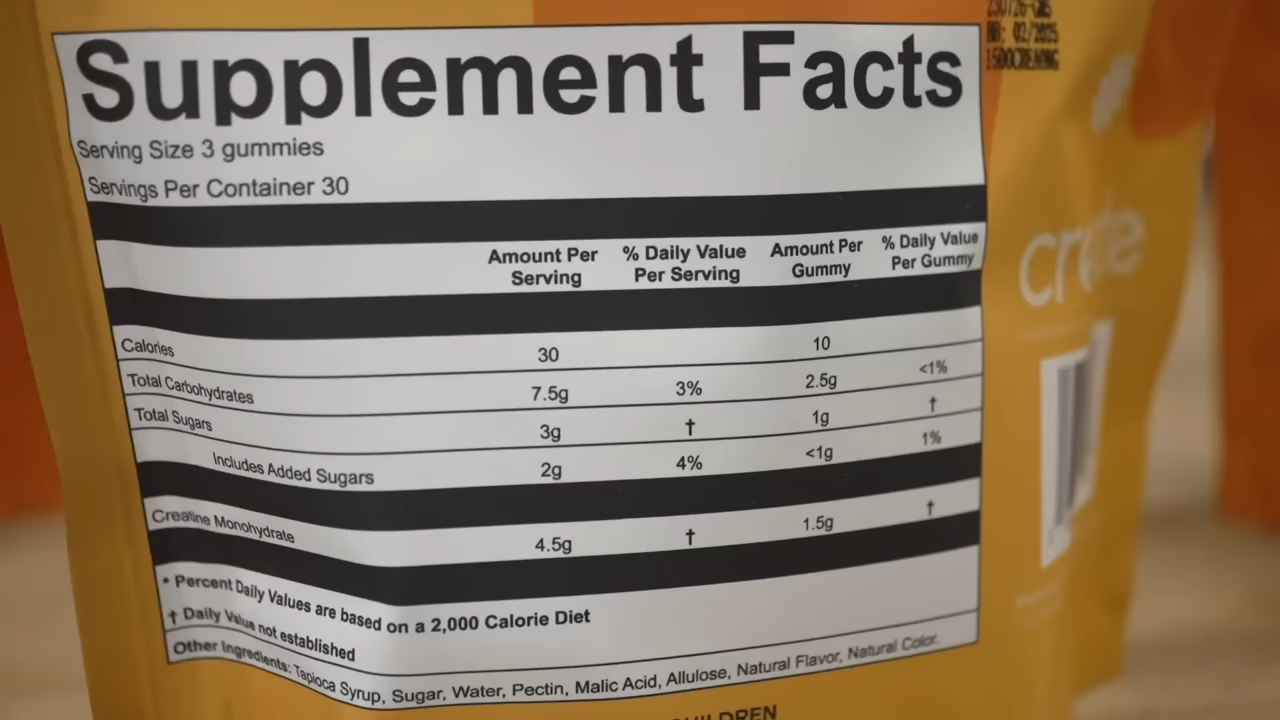 Supplement Facts
Serving Size 3 gummies
Servings Per Container 30
Amount Per Serving % Daily Value Per Serving Amount Per Gummy % Daily Value Per Gummy
Calories 30 10
Total Carbohydrates 7.5g 3% 2.5g <1%
Total Sugars 3g † 1g †
Includes Added Sugars 2g 4% <1g 1%
Creatine Monohydrate 4.5g † 1.5g †
* Percent Daily Values are based on a 2,000 Calorie Diet
† Daily Value not established
Other Ingredients: Tapioca Syrup, Sugar, Water, Pectin, Malic Acid, Allulose, Natural Flavor, Natural Color.
BB: 02/2025
create